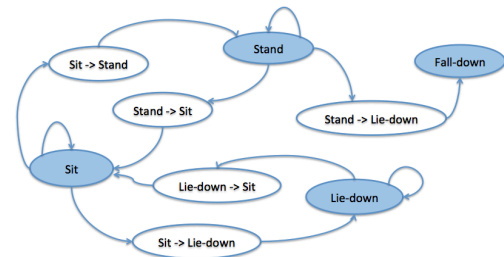 Stand
Sit -> Stand
Fall-down
Stand -> Sit
Stand -> Lie-down
Sit
Lie-down -> Sit
Lie-down
Sit -> Lie-down